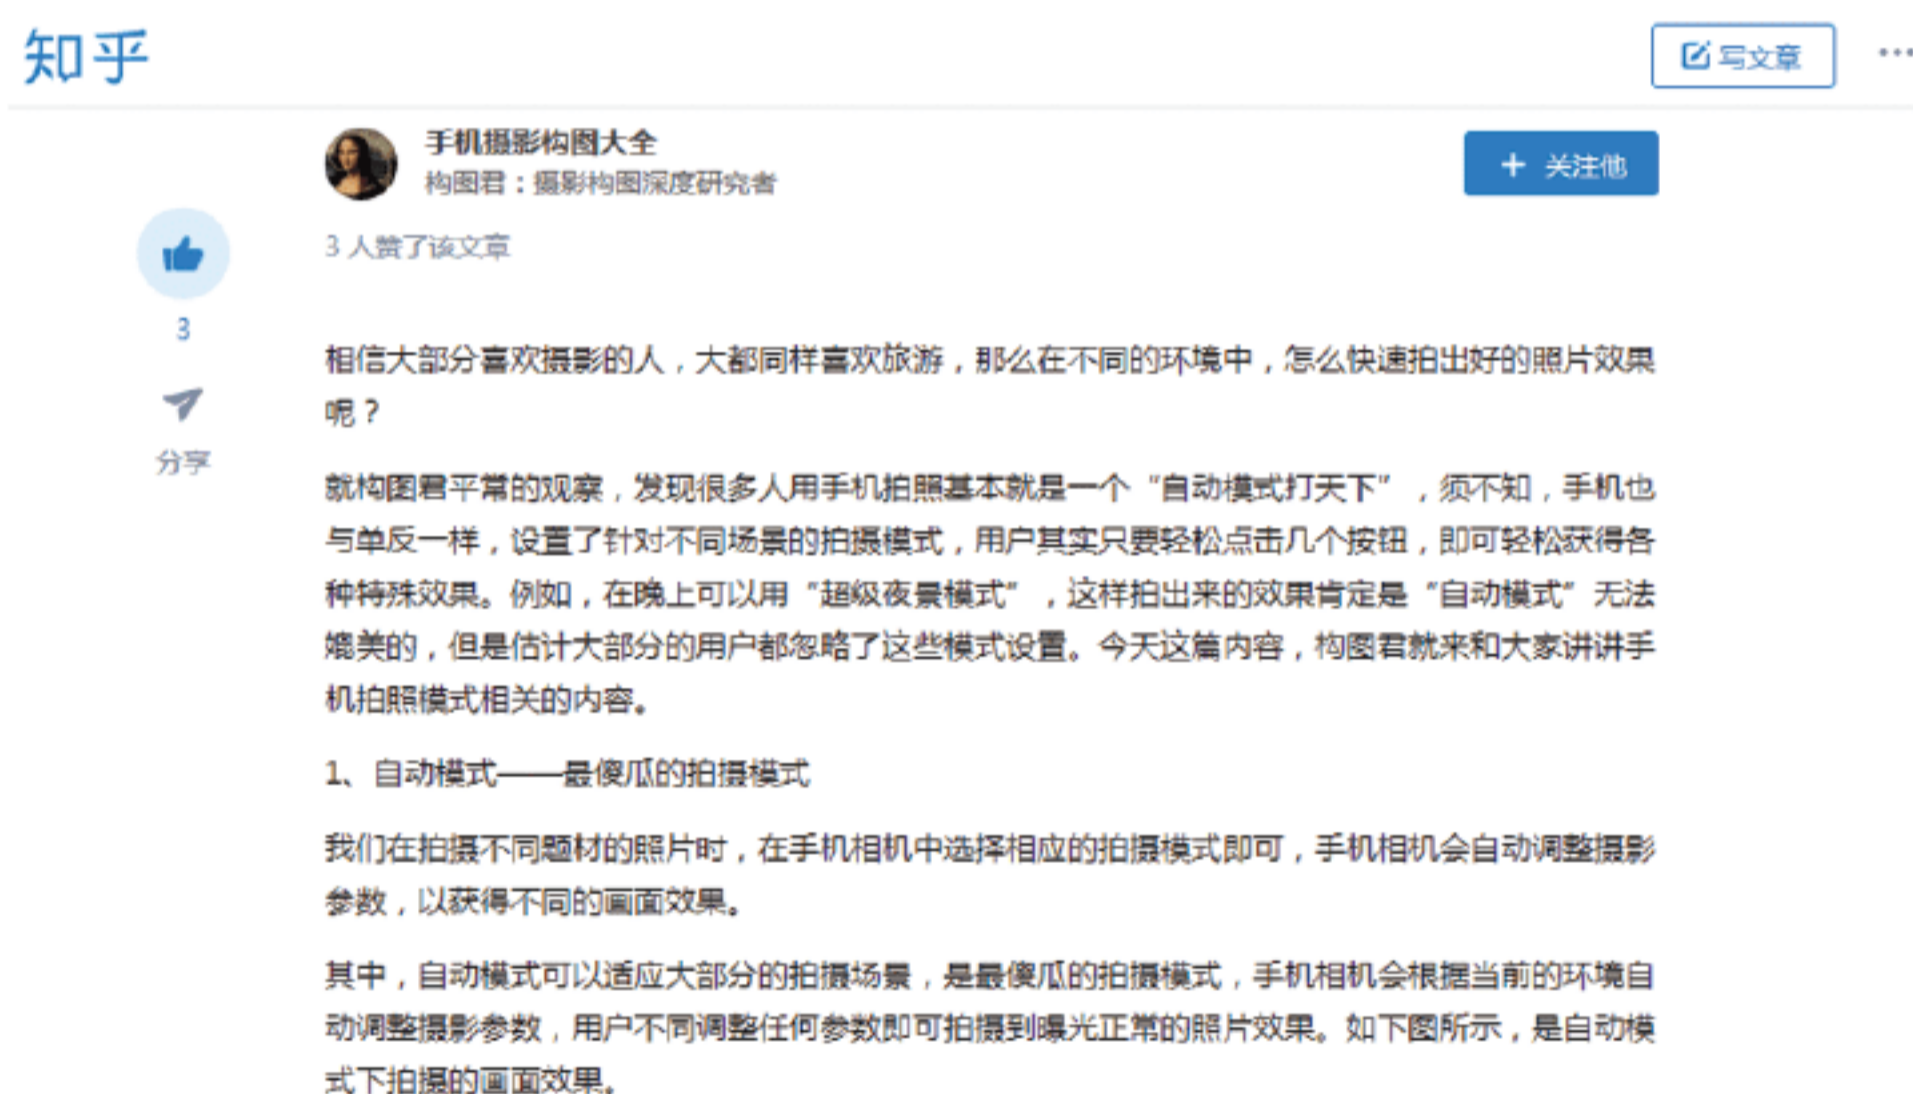 知乎
写文章
手机摄影构图大全
构图君：摄影构图深度研究者
+ 关注他
3 人赞了该文章
3
分享
相信大部分喜欢摄影的人，大都同样喜欢旅游，那么在不同的环境中，怎么快速拍出好的照片效果
呢？
就构图君平常的观察，发现很多人用手机拍照基本就是一个“自动模式打天下”，须不知，手机也
与单反一样，设置了针对不同场景的拍摄模式，用户其实只要轻松点击几个按钮，即可轻松获得各
种特殊效果。例如，在晚上可以用“超级夜景模式”，这样拍出来的效果肯定是“自动模式”无法
媲美的，但是估计大部分的用户都忽略了这些模式设置。今天这篇内容，构图君就来和大家讲讲手
机拍照模式相关的内容。
1、自动模式——最傻瓜的拍摄模式
我们在拍摄不同题材的照片时，在手机相机中选择相应的拍摄模式即可，手机相机会自动调整摄影
参数，以获得不同的画面效果。
其中，自动模式可以适应大部分的拍摄场景，是最傻瓜的拍摄模式，手机相机会根据当前的环境自
动调整摄影参数，用户不同调整任何参数即可拍摄到曝光正常的照片效果。如下图所示，是自动模
式下拍摄的画面效果。